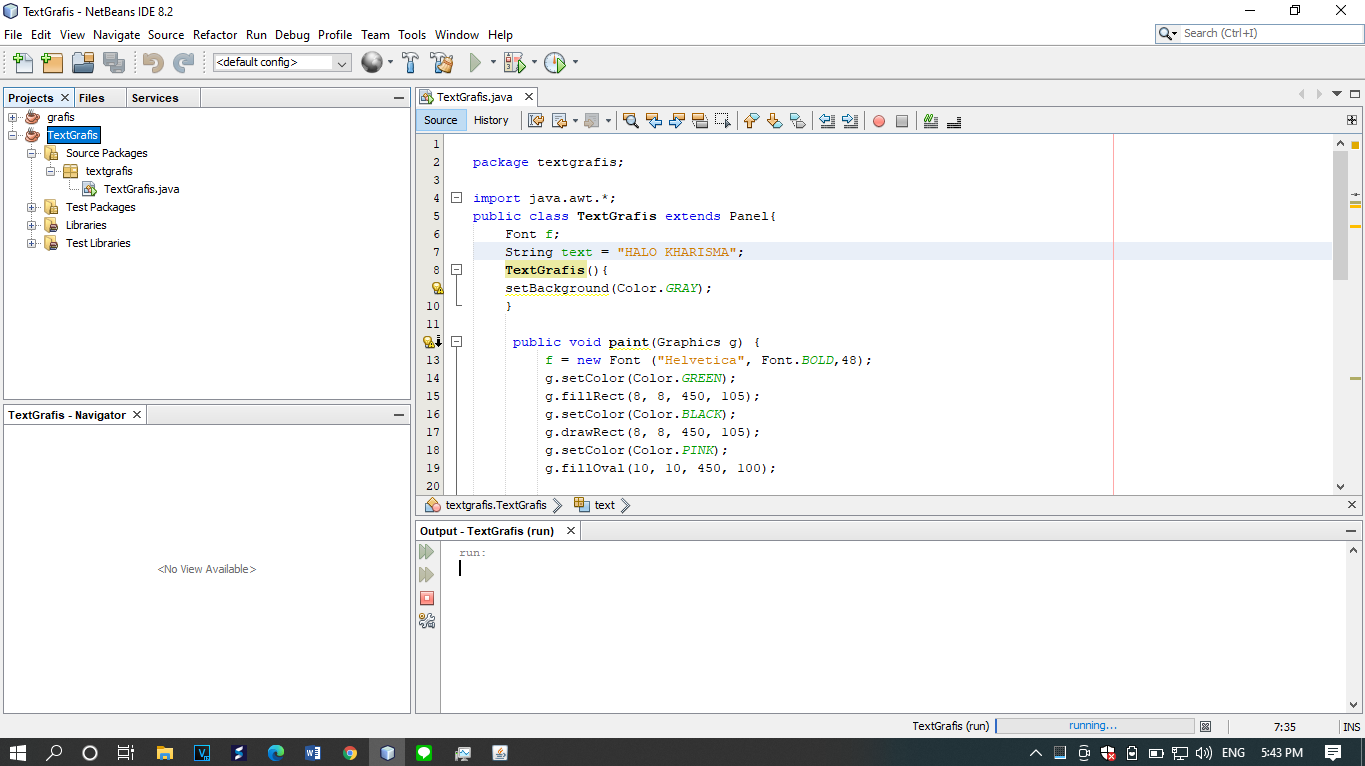 TextGrafis - NetBeans IDE 8.2
File Edit View Navigate Source Refactor Run Debug Profile Team Tools Window Help
Search (Ctrl+I)
<default config>
Projects Files Services
grafis
TextGrafis
Source Packages
textgrafis
TextGrafis.java
Test Packages
Libraries
Test Libraries
TextGrafis - Navigator
<No View Available>
TextGrafis.java
Source History
1
2 package textgrafis;
3
4 import java.awt.*;
5 public class TextGrafis extends Panel{
6 Font f;
7 String text = "HALO KHARISMA";
8 TextGrafis(){
setBackground(Color.GRAY);
10 }
11
public void paint(Graphics g) {
13 f = new Font ("Helvetica", Font.BOLD,48);
14 g.setColor(Color.GREEN);
15 g.fillRect(8, 8, 450, 105);
16 g.setColor(Color.BLACK);
17 g.drawRect(8, 8, 450, 105);
18 g.setColor(Color.PINK);
19 g.fillOval(10, 10, 450, 100);
20
textgrafis.TextGrafis text
Output - TextGrafis (run)
run:
TextGrafis (run) running... 7:35 INS
ENG 5:43 PM